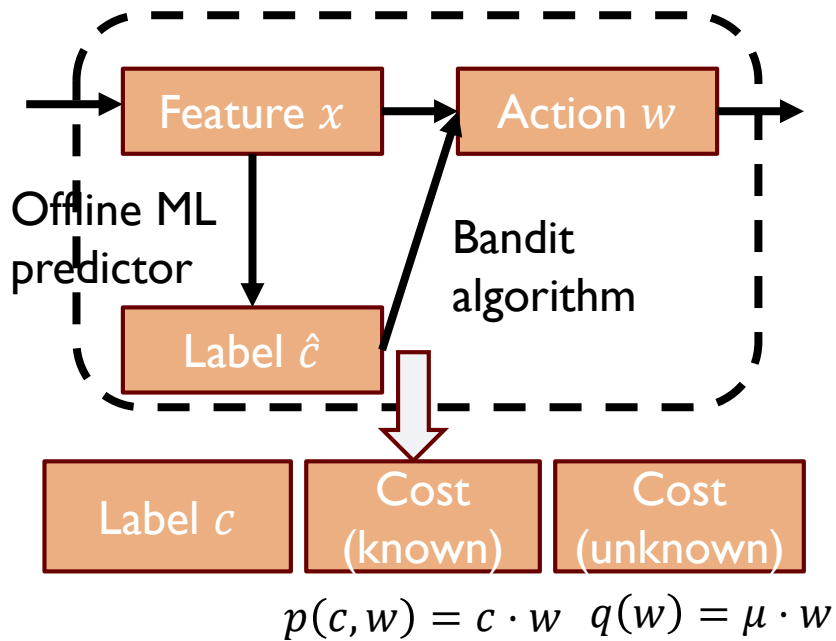 Feature x
Action w
Offline ML
predictor
Bandit
algorithm
Label ĉ
Label c
Cost
(known)
Cost
(unknown)
p(c, w) = c · w
q(w) = μ · w